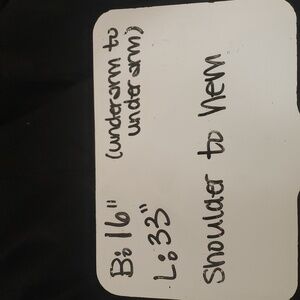 B: 16" (underarm to
underarm)
L: 33"
Shoulder to hem